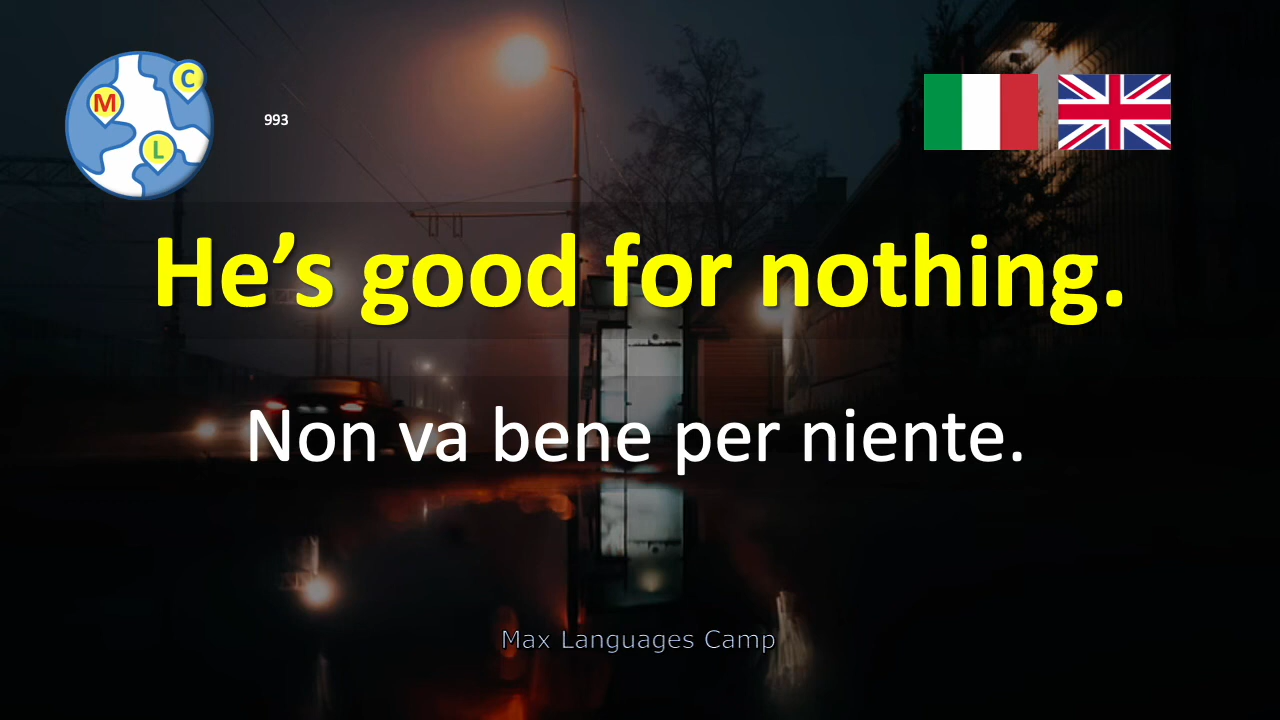 C
M
L
993
He’s good for nothing.
Non va bene per niente.
Max Languages Camp